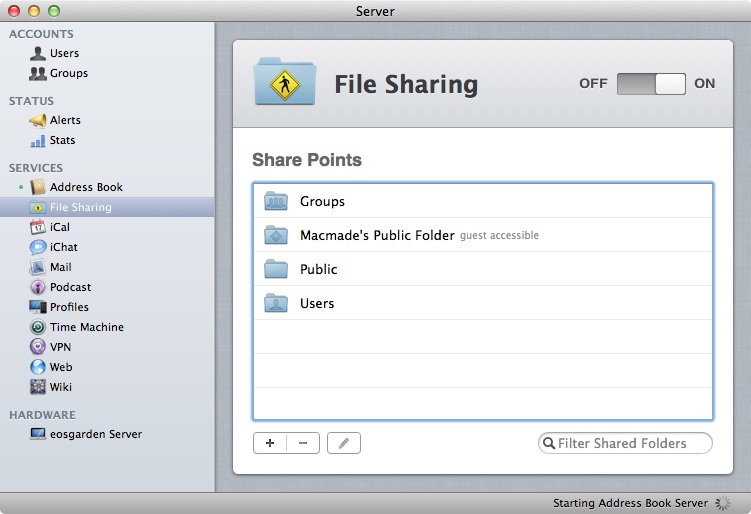 Server
ACCOUNTS
Users
Groups
STATUS
Alerts
Stats
SERVICES
Address Book
File Sharing
iCal
17
iChat
Mail
Podcast
Profiles
Time Machine
VPN
Web
Wiki
HARDWARE
eosgarden Server
File Sharing
OFF ON
Share Points
Groups
Macmade's Public Folder guest accessible
Public
Users
Filter Shared Folders
Starting Address Book Server